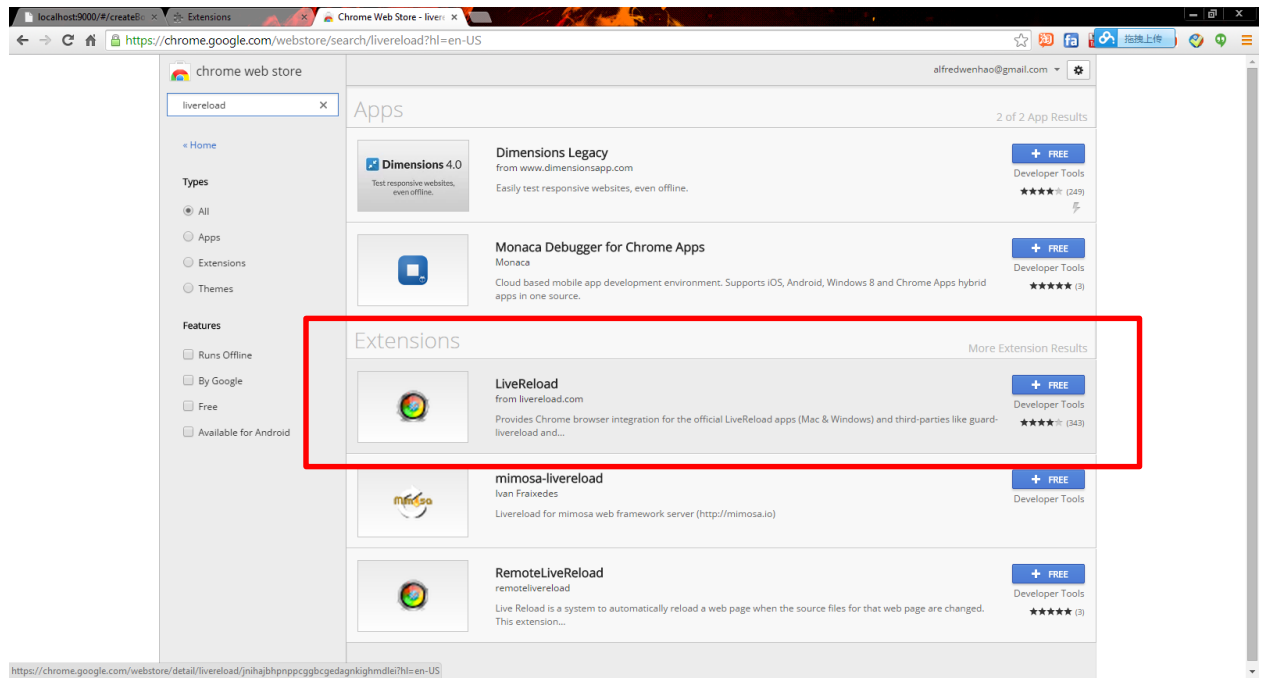 localhost:9000/#/createBo
Extensions
Chrome Web Store - livere
https://chrome.google.com/webstore/search/livereload?hl=en-US
拖拽上传
chrome web store
alfredwenhao@gmail.com
livereload
« Home
Types
All
Apps
Extensions
Themes
Features
Runs Offline
By Google
Free
Available for Android
Apps
2 of 2 App Results
Dimensions 4.0
Test responsive websites,
even offline.
Dimensions Legacy
from www.dimensionsapp.com
Easily test responsive websites, even offline.
+ FREE
Developer Tools
(249)
Monaca Debugger for Chrome Apps
Monaca
Cloud based mobile app development environment. Supports iOS, Android, Windows 8 and Chrome Apps hybrid
apps in one source.
+ FREE
Developer Tools
(3)
Extensions
More Extension Results
LiveReload
from livereload.com
Provides Chrome browser integration for the official LiveReload apps (Mac & Windows) and third-parties like guard-
livereload and...
+ FREE
Developer Tools
(343)
mimosa
mimosa-livereload
Ivan Fraixedes
Livereload for mimosa web framework server (http://mimosa.io)
+ FREE
Developer Tools
RemoteLiveReload
remotelivereload
Live Reload is a system to automatically reload a web page when the source files for that web page are changed.
This extension...
+ FREE
Developer Tools
(3)
https://chrome.google.com/webstore/detail/livereload/jnihajbhpnppcggbcgedagnkighmdlei?hl=en-US